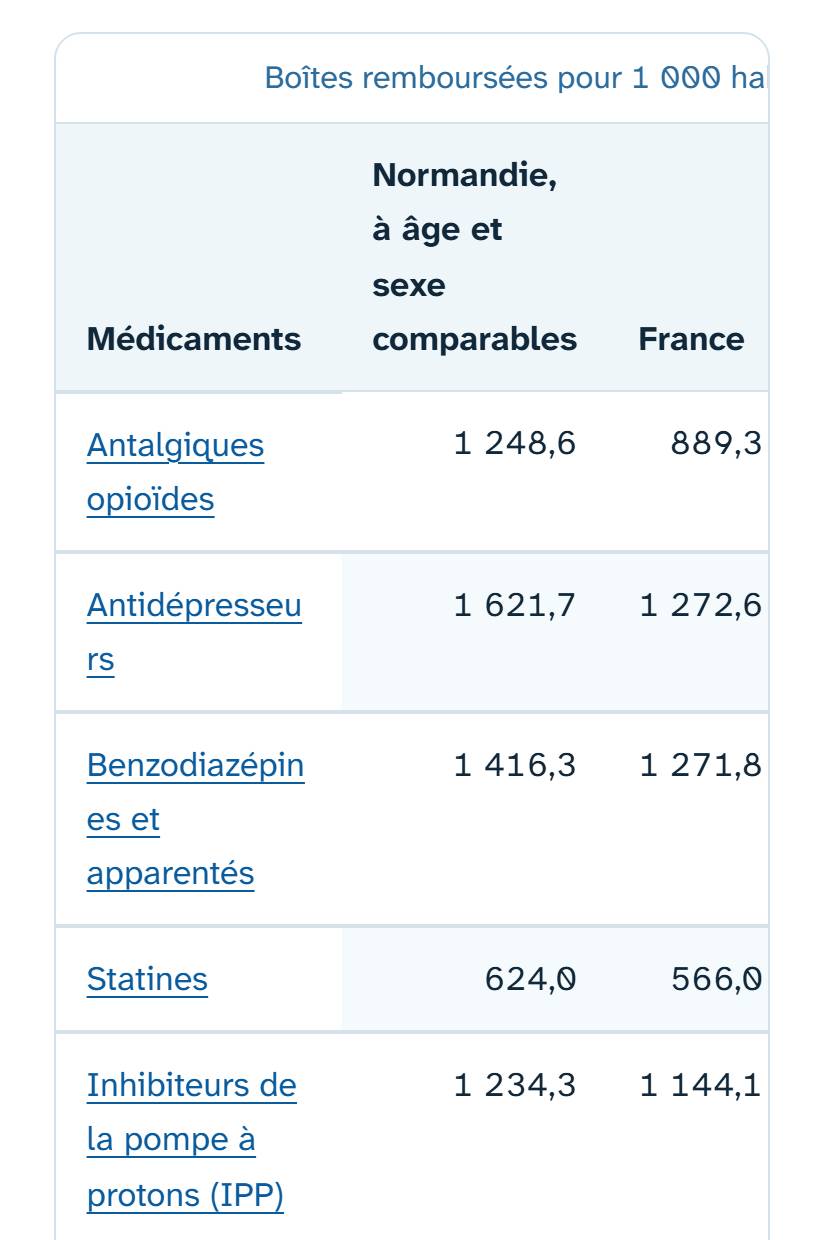 Boîtes remboursées pour 1 000 ha
Normandie,
à âge et
sexe
Médicaments comparables France
Antalgiques 1 248,6 889,3
opioïdes
Antidépresseu 1 621,7 1 272,6
rs
Benzodiazépin 1 416,3 1 271,8
es et
apparentés
Statines 624,0 566,0
Inhibiteurs de 1 234,3 1 144,1
la pompe à
protons (IPP)